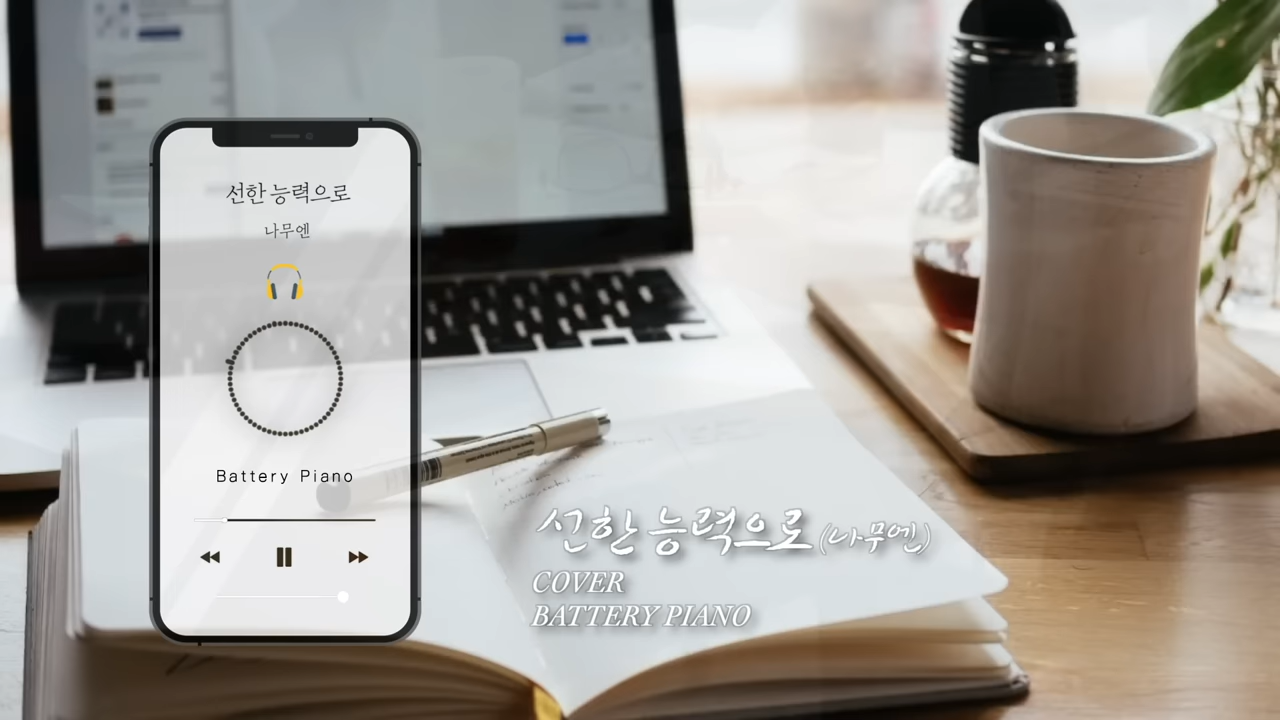 선한 능력으로
나무엔
Battery Piano
선한 능력으로 (나무엔)
COVER
BATTERY PIANO